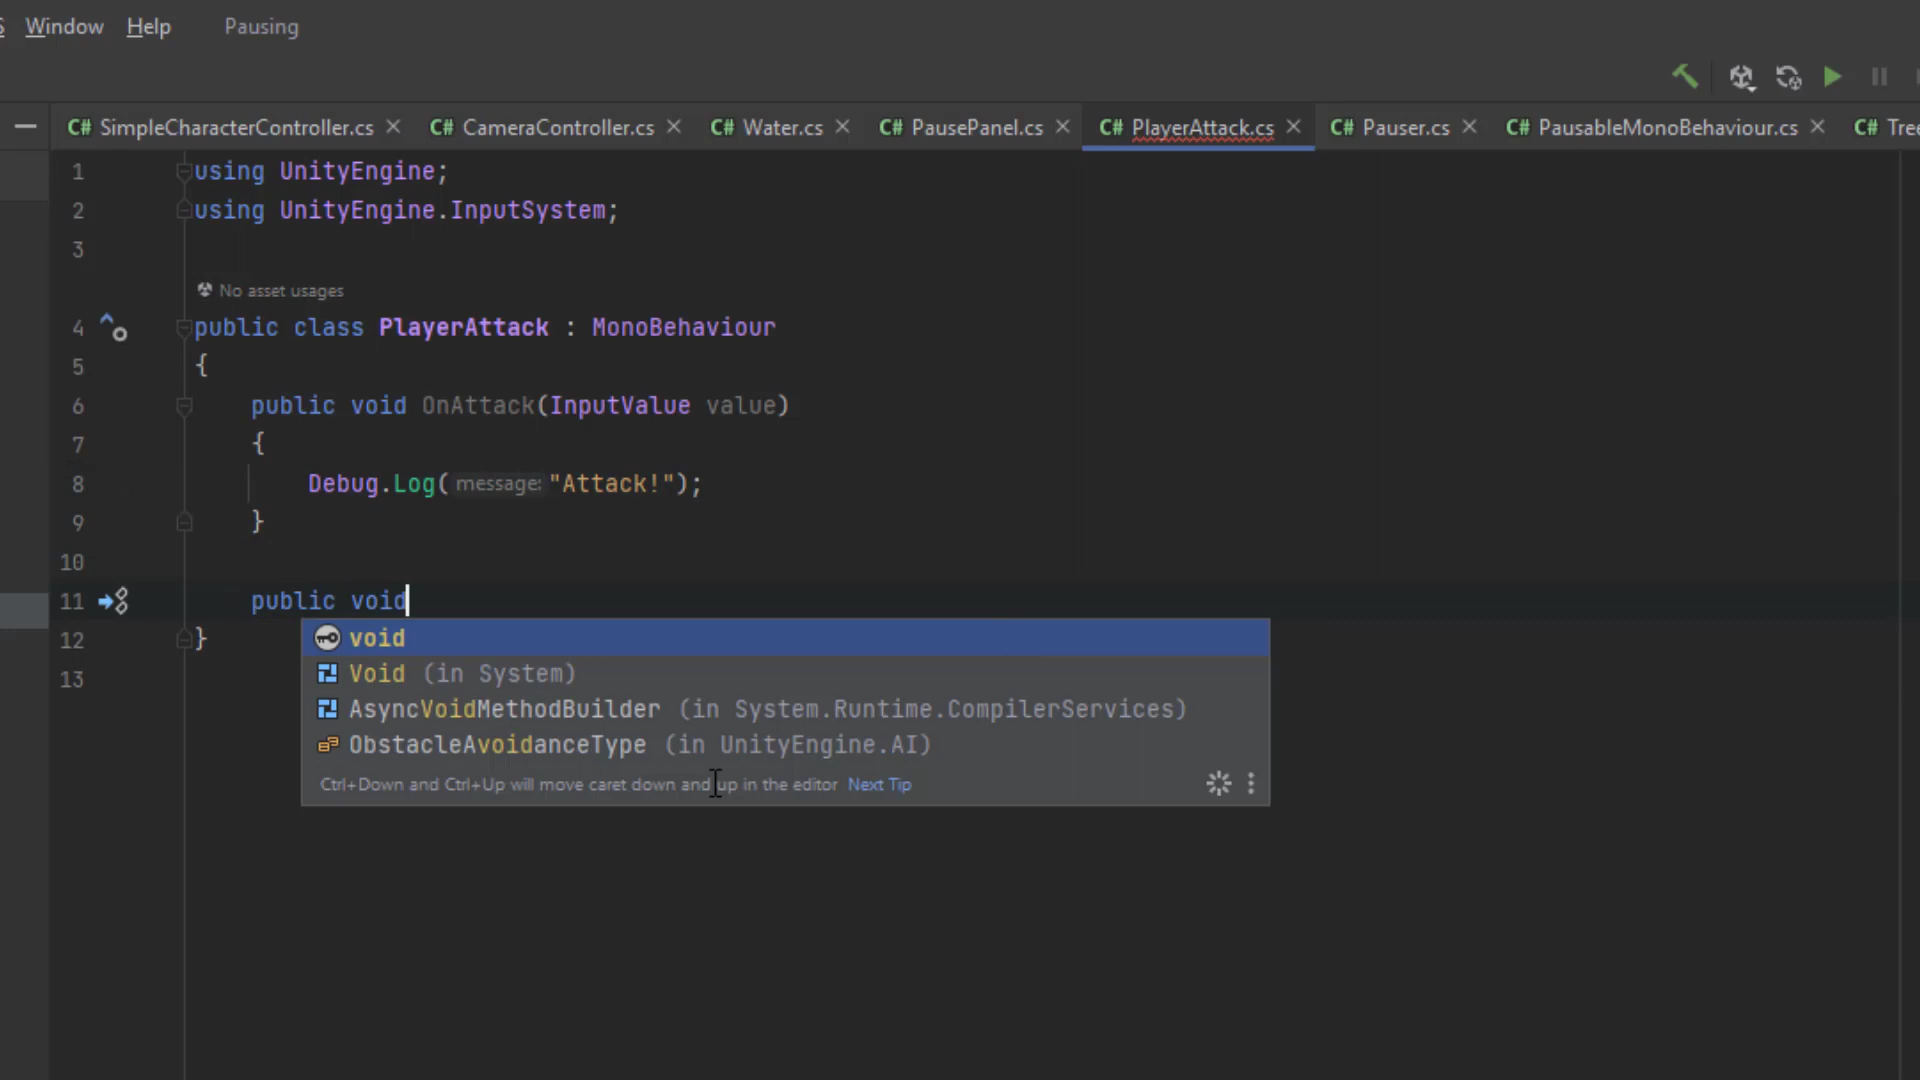 Window Help Pausing
C# SimpleCharacterController.cs C# CameraController.cs C# Water.cs C# PausePanel.cs C# PlayerAttack.cs C# Pauser.cs C# PausableMonoBehaviour.cs C# Tree
1 using UnityEngine;
2 using UnityEngine.InputSystem;
3
No asset usages
4 public class PlayerAttack : MonoBehaviour
5 {
6 public void OnAttack(InputValue value)
7 {
8 Debug.Log( message: "Attack!");
9 }
10
11 public void
12 }
void
13
Void (in System)
AsyncVoidMethodBuilder (in System.Runtime.CompilerServices)
ObstacleAvoidanceType (in UnityEngine.AI)
Ctrl+Down and Ctrl+Up will move caret down and up in the editor Next Tip